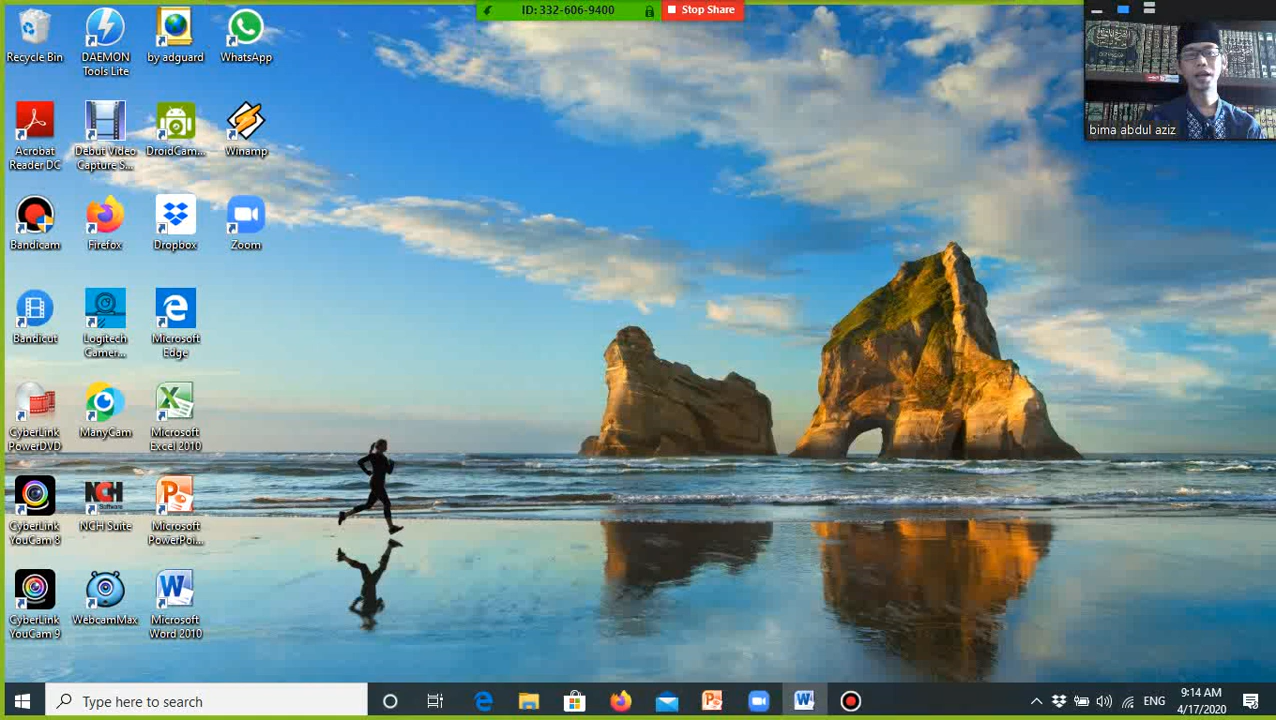 ID: 332-606-9400
Stop Share
bima abdul aziz
Recycle Bin
DAEMON
Tools Lite
by adguard
WhatsApp
Acrobat
Reader DC
Debut Video
Capture S...
DroidCam...
Winamp
Bandicam
Firefox
Dropbox
Zoom
Bandicut
Logitech
Camer...
Microsoft
Edge
CyberLink
PowerDVD
ManyCam
Microsoft
Excel 2010
CyberLink
YouCam 8
NCH
Software
NCH Suite
Microsoft
PowerPoi...
CyberLink
YouCam 9
WebcamMax
Microsoft
Word 2010
Type here to search
ENG
9:14 AM
4/17/2020